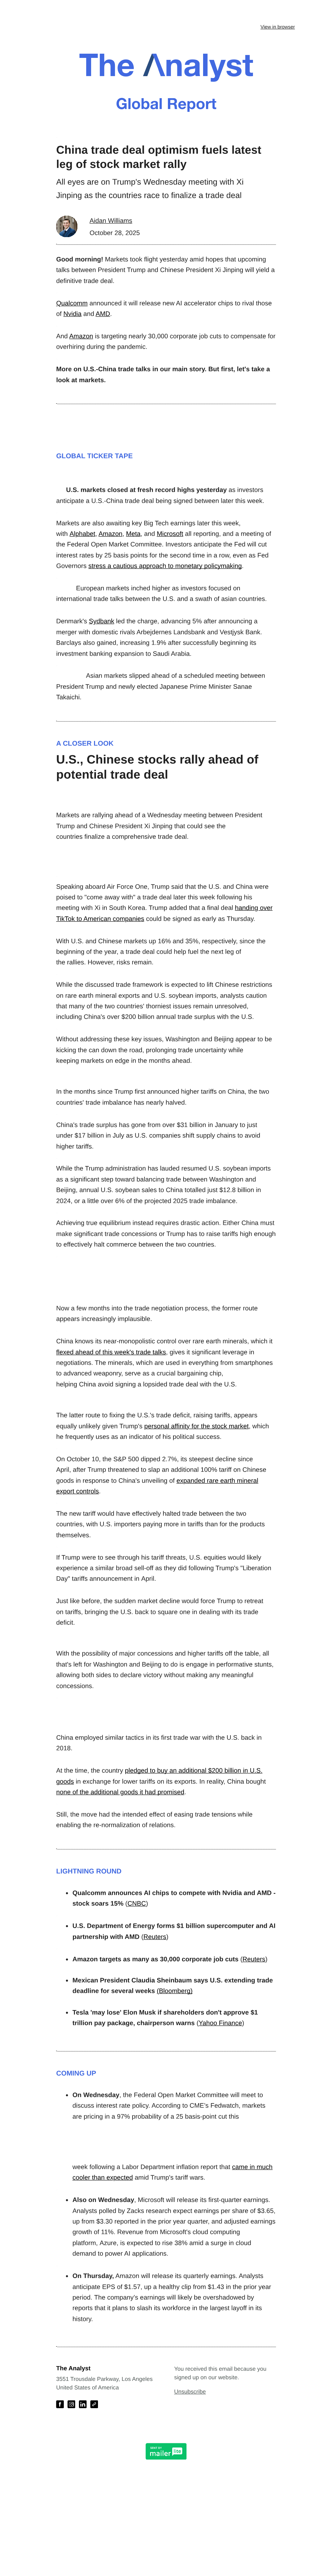 View in browser
The Analyst
Global Report
China trade deal optimism fuels latest
leg of stock market rally
All eyes are on Trump's Wednesday meeting with Xi
Jinping as the countries race to finalize a trade deal
Aidan Williams
October 28, 2025
Good morning! Markets took flight yesterday amid hopes that upcoming
talks between President Trump and Chinese President Xi Jinping will yield a
definitive trade deal.
Qualcomm announced it will release new AI accelerator chips to rival those
of Nvidia and AMD.
And Amazon is targeting nearly 30,000 corporate job cuts to compensate for
overhiring during the pandemic.
More on U.S.-China trade talks in our main story. But first, let's take a
look at markets.
GLOBAL TICKER TAPE
U.S. markets closed at fresh record highs yesterday as investors
anticipate a U.S.-China trade deal being signed between later this week.
Markets are also awaiting key Big Tech earnings later this week,
with Alphabet, Amazon, Meta, and Microsoft all reporting, and a meeting of
the Federal Open Market Committee. Investors anticipate the Fed will cut
interest rates by 25 basis points for the second time in a row, even as Fed
Governors stress a cautious approach to monetary policymaking.
European markets inched higher as investors focused on
international trade talks between the U.S. and a swath of asian countries.
Denmark's Sydbank led the charge, advancing 5% after announcing a
merger with domestic rivals Arbejdernes Landsbank and Vestjysk Bank.
Barclays also gained, increasing 1.9% after successfully beginning its
investment banking expansion to Saudi Arabia.
Asian markets slipped ahead of a scheduled meeting between
President Trump and newly elected Japanese Prime Minister Sanae
Takaichi.
A CLOSER LOOK
U.S., Chinese stocks rally ahead of
potential trade deal
Markets are rallying ahead of a Wednesday meeting between President
Trump and Chinese President Xi Jinping that could see the
countries finalize a comprehensive trade deal.
Speaking aboard Air Force One, Trump said that the U.S. and China were
poised to "come away with" a trade deal later this week following his
meeting with Xi in South Korea. Trump added that a final deal handing over
TikTok to American companies could be signed as early as Thursday.
With U.S. and Chinese markets up 16% and 35%, respectively, since the
beginning of the year, a trade deal could help fuel the next leg of
the rallies. However, risks remain.
While the discussed trade framework is expected to lift Chinese restrictions
on rare earth mineral exports and U.S. soybean imports, analysts caution
that many of the two countries' thorniest issues remain unresolved,
including China's over $200 billion annual trade surplus with the U.S.
Without addressing these key issues, Washington and Beijing appear to be
kicking the can down the road, prolonging trade uncertainty while
keeping markets on edge in the months ahead.
In the months since Trump first announced higher tariffs on China, the two
countries' trade imbalance has nearly halved.
China's trade surplus has gone from over $31 billion in January to just
under $17 billion in July as U.S. companies shift supply chains to avoid
higher tariffs.
While the Trump administration has lauded resumed U.S. soybean imports
as a significant step toward balancing trade between Washington and
Beijing, annual U.S. soybean sales to China totalled just $12.8 billion in
2024, or a little over 6% of the projected 2025 trade imbalance.
Achieving true equilibrium instead requires drastic action. Either China must
make significant trade concessions or Trump has to raise tariffs high enough
to effectively halt commerce between the two countries.
Now a few months into the trade negotiation process, the former route
appears increasingly implausible.
China knows its near-monopolistic control over rare earth minerals, which it
flexed ahead of this week's trade talks, gives it significant leverage in
negotiations. The minerals, which are used in everything from smartphones
to advanced weaponry, serve as a crucial bargaining chip,
helping China avoid signing a lopsided trade deal with the U.S.
The latter route to fixing the U.S.'s trade deficit, raising tariffs, appears
equally unlikely given Trump's personal affinity for the stock market, which
he frequently uses as an indicator of his political success.
On October 10, the S&P 500 dipped 2.7%, its steepest decline since
April, after Trump threatened to slap an additional 100% tariff on Chinese
goods in response to China's unveiling of expanded rare earth mineral
export controls.
The new tariff would have effectively halted trade between the two
countries, with U.S. importers paying more in tariffs than for the products
themselves.
If Trump were to see through his tariff threats, U.S. equities would likely
experience a similar broad sell-off as they did following Trump's "Liberation
Day" tariffs announcement in April.
Just like before, the sudden market decline would force Trump to retreat
on tariffs, bringing the U.S. back to square one in dealing with its trade
deficit.
With the possibility of major concessions and higher tariffs off the table, all
that's left for Washington and Beijing to do is engage in performative stunts,
allowing both sides to declare victory without making any meaningful
concessions.
China employed similar tactics in its first trade war with the U.S. back in
2018.
At the time, the country pledged to buy an additional $200 billion in U.S.
goods in exchange for lower tariffs on its exports. In reality, China bought
none of the additional goods it had promised.
Still, the move had the intended effect of easing trade tensions while
enabling the re-normalization of relations.
LIGHTNING ROUND
• Qualcomm announces AI chips to compete with Nvidia and AMD -
stock soars 15% (CNBC)
• U.S. Department of Energy forms $1 billion supercomputer and AI
partnership with AMD (Reuters)
• Amazon targets as many as 30,000 corporate job cuts (Reuters)
• Mexican President Claudia Sheinbaum says U.S. extending trade
deadline for several weeks (Bloomberg)
• Tesla 'may lose' Elon Musk if shareholders don't approve $1
trillion pay package, chairperson warns (Yahoo Finance)
COMING UP
• On Wednesday, the Federal Open Market Committee will meet to
discuss interest rate policy. According to CME's Fedwatch, markets
are pricing in a 97% probability of a 25 basis-point cut this
week following a Labor Department inflation report that came in much
cooler than expected amid Trump's tariff wars.
• Also on Wednesday, Microsoft will release its first-quarter earnings.
Analysts polled by Zacks research expect earnings per share of $3.65,
up from $3.30 reported in the prior year quarter, and adjusted earnings
growth of 11%. Revenue from Microsoft's cloud computing
platform, Azure, is expected to rise 38% amid a surge in cloud
demand to power AI applications.
• On Thursday, Amazon will release its quarterly earnings. Analysts
anticipate EPS of $1.57, up a healthy clip from $1.43 in the prior year
period. The company's earnings will likely be overshadowed by
reports that it plans to slash its workforce in the largest layoff in its
history.
The Analyst
3551 Trousdale Parkway, Los Angeles
United States of America
You received this email because you
signed up on our website.
Unsubscribe
SENT BY
mailerlite